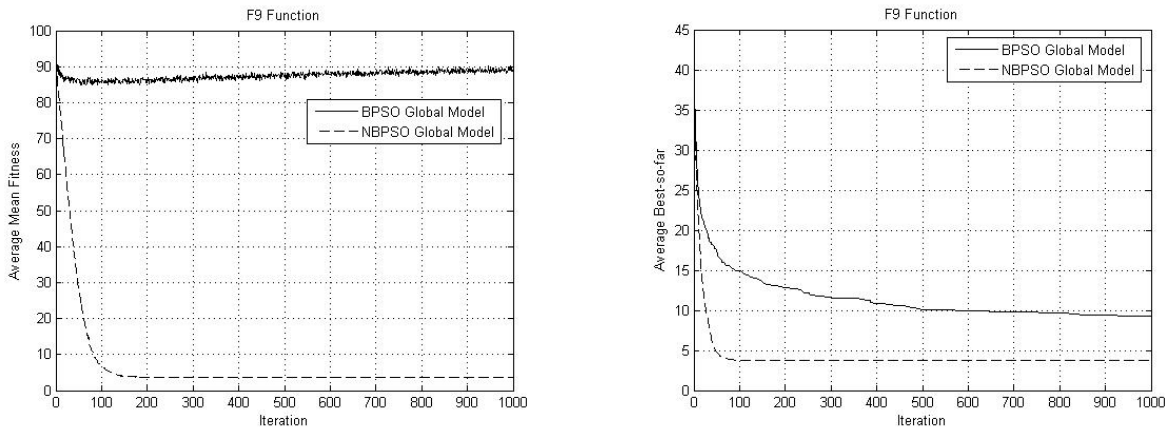 F9 Function
100
90
80
70
60
50
40
30
20
10
0
Average Mean Fitness
BPSO Global Model
NBPSO Global Model
0 100 200 300 400 500 600 700 800 900 1000
Iteration
F9 Function
45
40
35
30
25
20
15
10
5
0
Average Best-so-far
BPSO Global Model
NBPSO Global Model
0 100 200 300 400 500 600 700 800 900 1000
Iteration